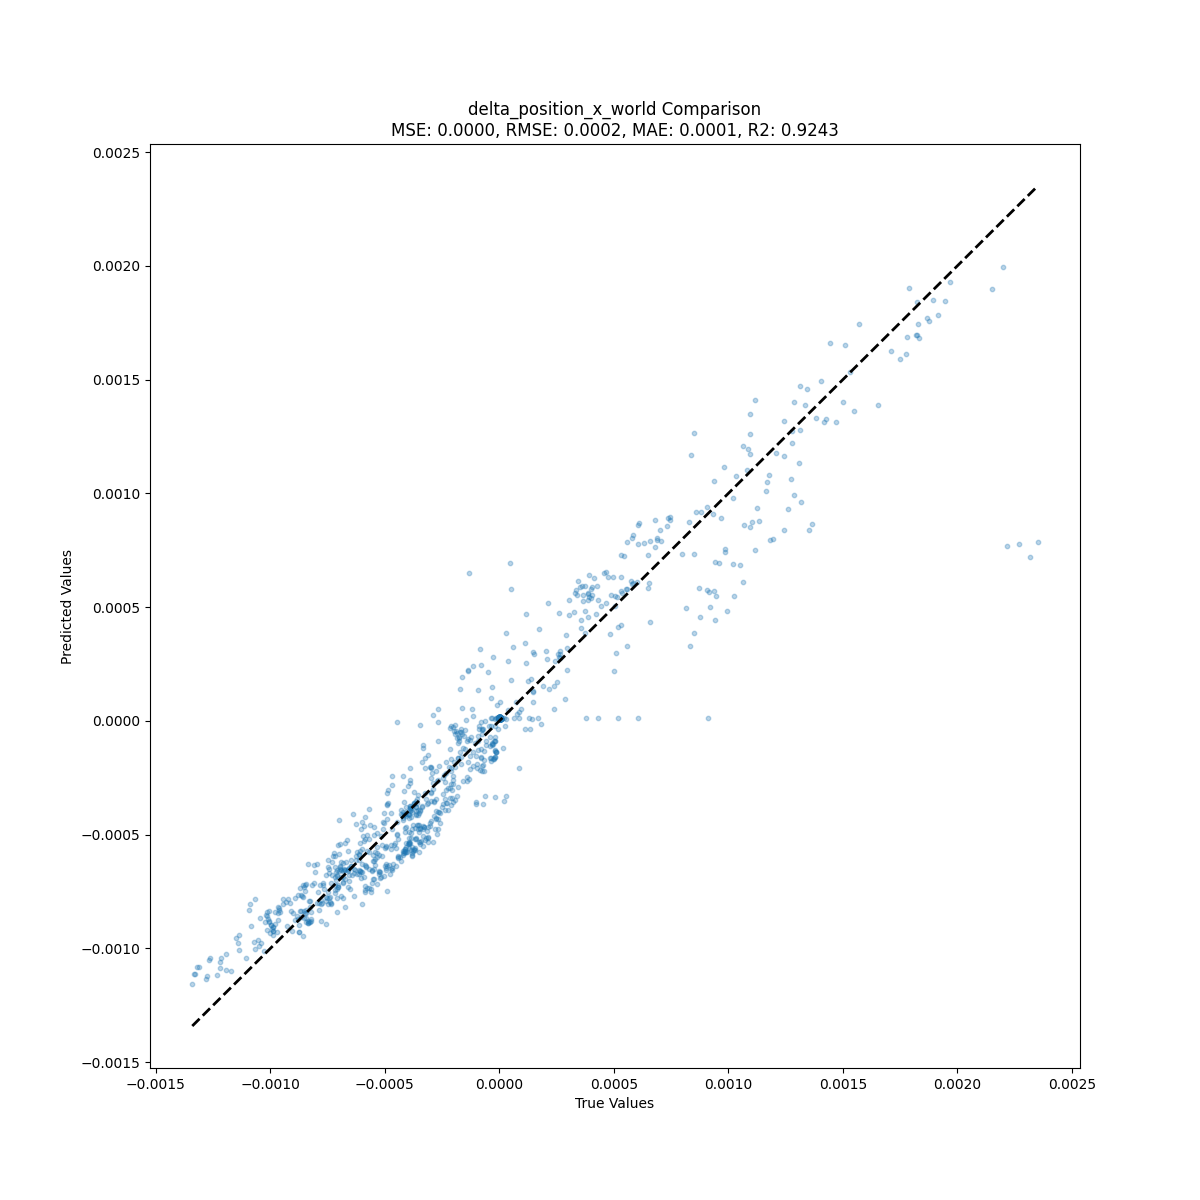 delta_position_x_world Comparison
MSE: 0.0000, RMSE: 0.0002, MAE: 0.0001, R2: 0.9243
0.0025
0.0020
0.0015
0.0010
0.0005
0.0000
−0.0005
−0.0010
−0.0015
Predicted Values
−0.0015 −0.0010 −0.0005 0.0000 0.0005 0.0010 0.0015 0.0020 0.0025
True Values